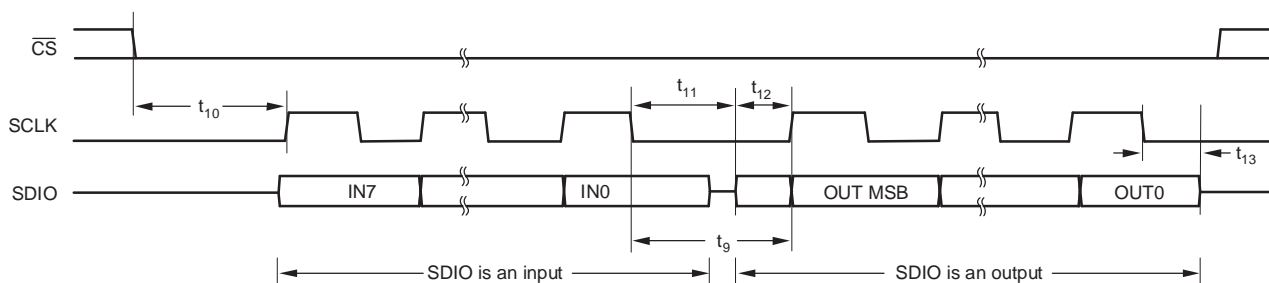 CS
t10
t11
t12
SCLK
t13
SDIO
IN7
IN0
OUT MSB
OUT0
t9
SDIO is an input
SDIO is an output